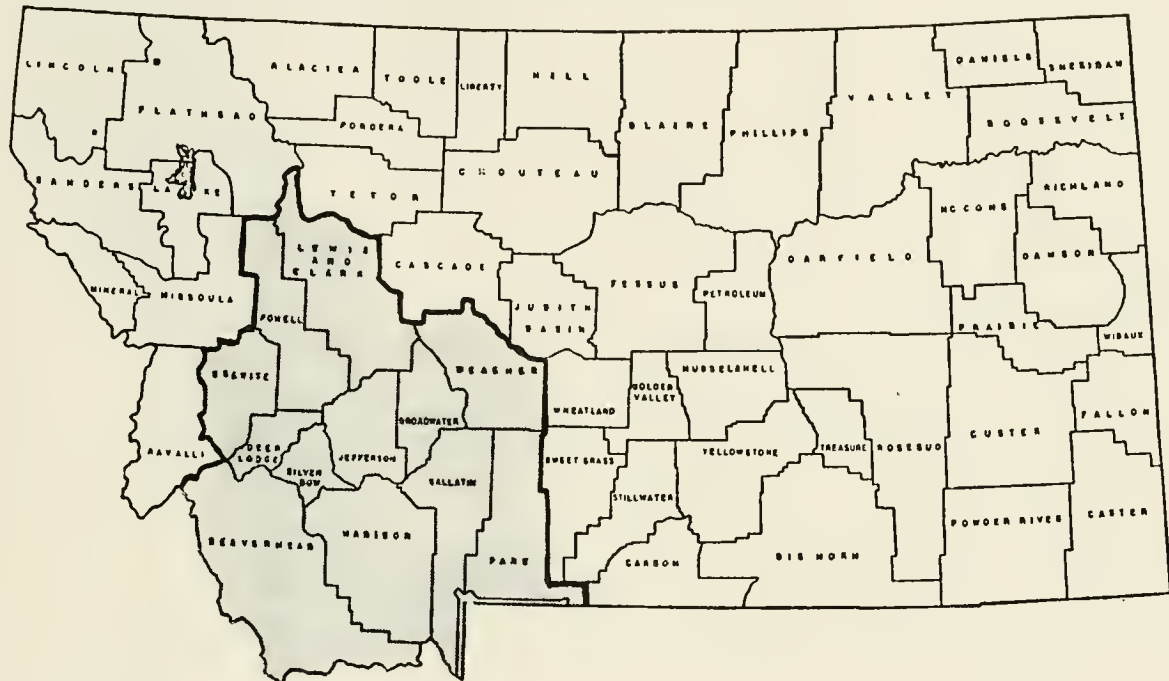 LINCOLN
FLATHEAD
GLACIER
TOOLE
LIBERTY
HILL
BLAINE
PHILLIPS
VALLEY
DANIELS
SHERIDAN
ROOSEVELT
PONDERA
CHOUTEAU
SANDERS
LAKE
TETON
RICHLAND
MCCONE
LEWIS
AND
CLARK
CASCADE
JUDITH
BASIN
FERGUS
PETROLEUM
GARFIELD
DAWSON
MINERAL
MISSOULA
POWELL
PRAIRIE
WIBAUX
GRANITE
MEAGHER
WHEATLAND
GOLDEN
VALLEY
MUSSELSHELL
BROADWATER
FALLON
CUSTER
RAVALLI
DEER
LODGE
JEFFERSON
SWEET GRASS
YELLOWSTONE
TREASURE
ROSEBUD
SILVER
BOW
GALLATIN
STILLWATER
POWDER RIVER
CARTER
BEAVERHEAD
MADISON
PARK
CARBON
BIG HORN